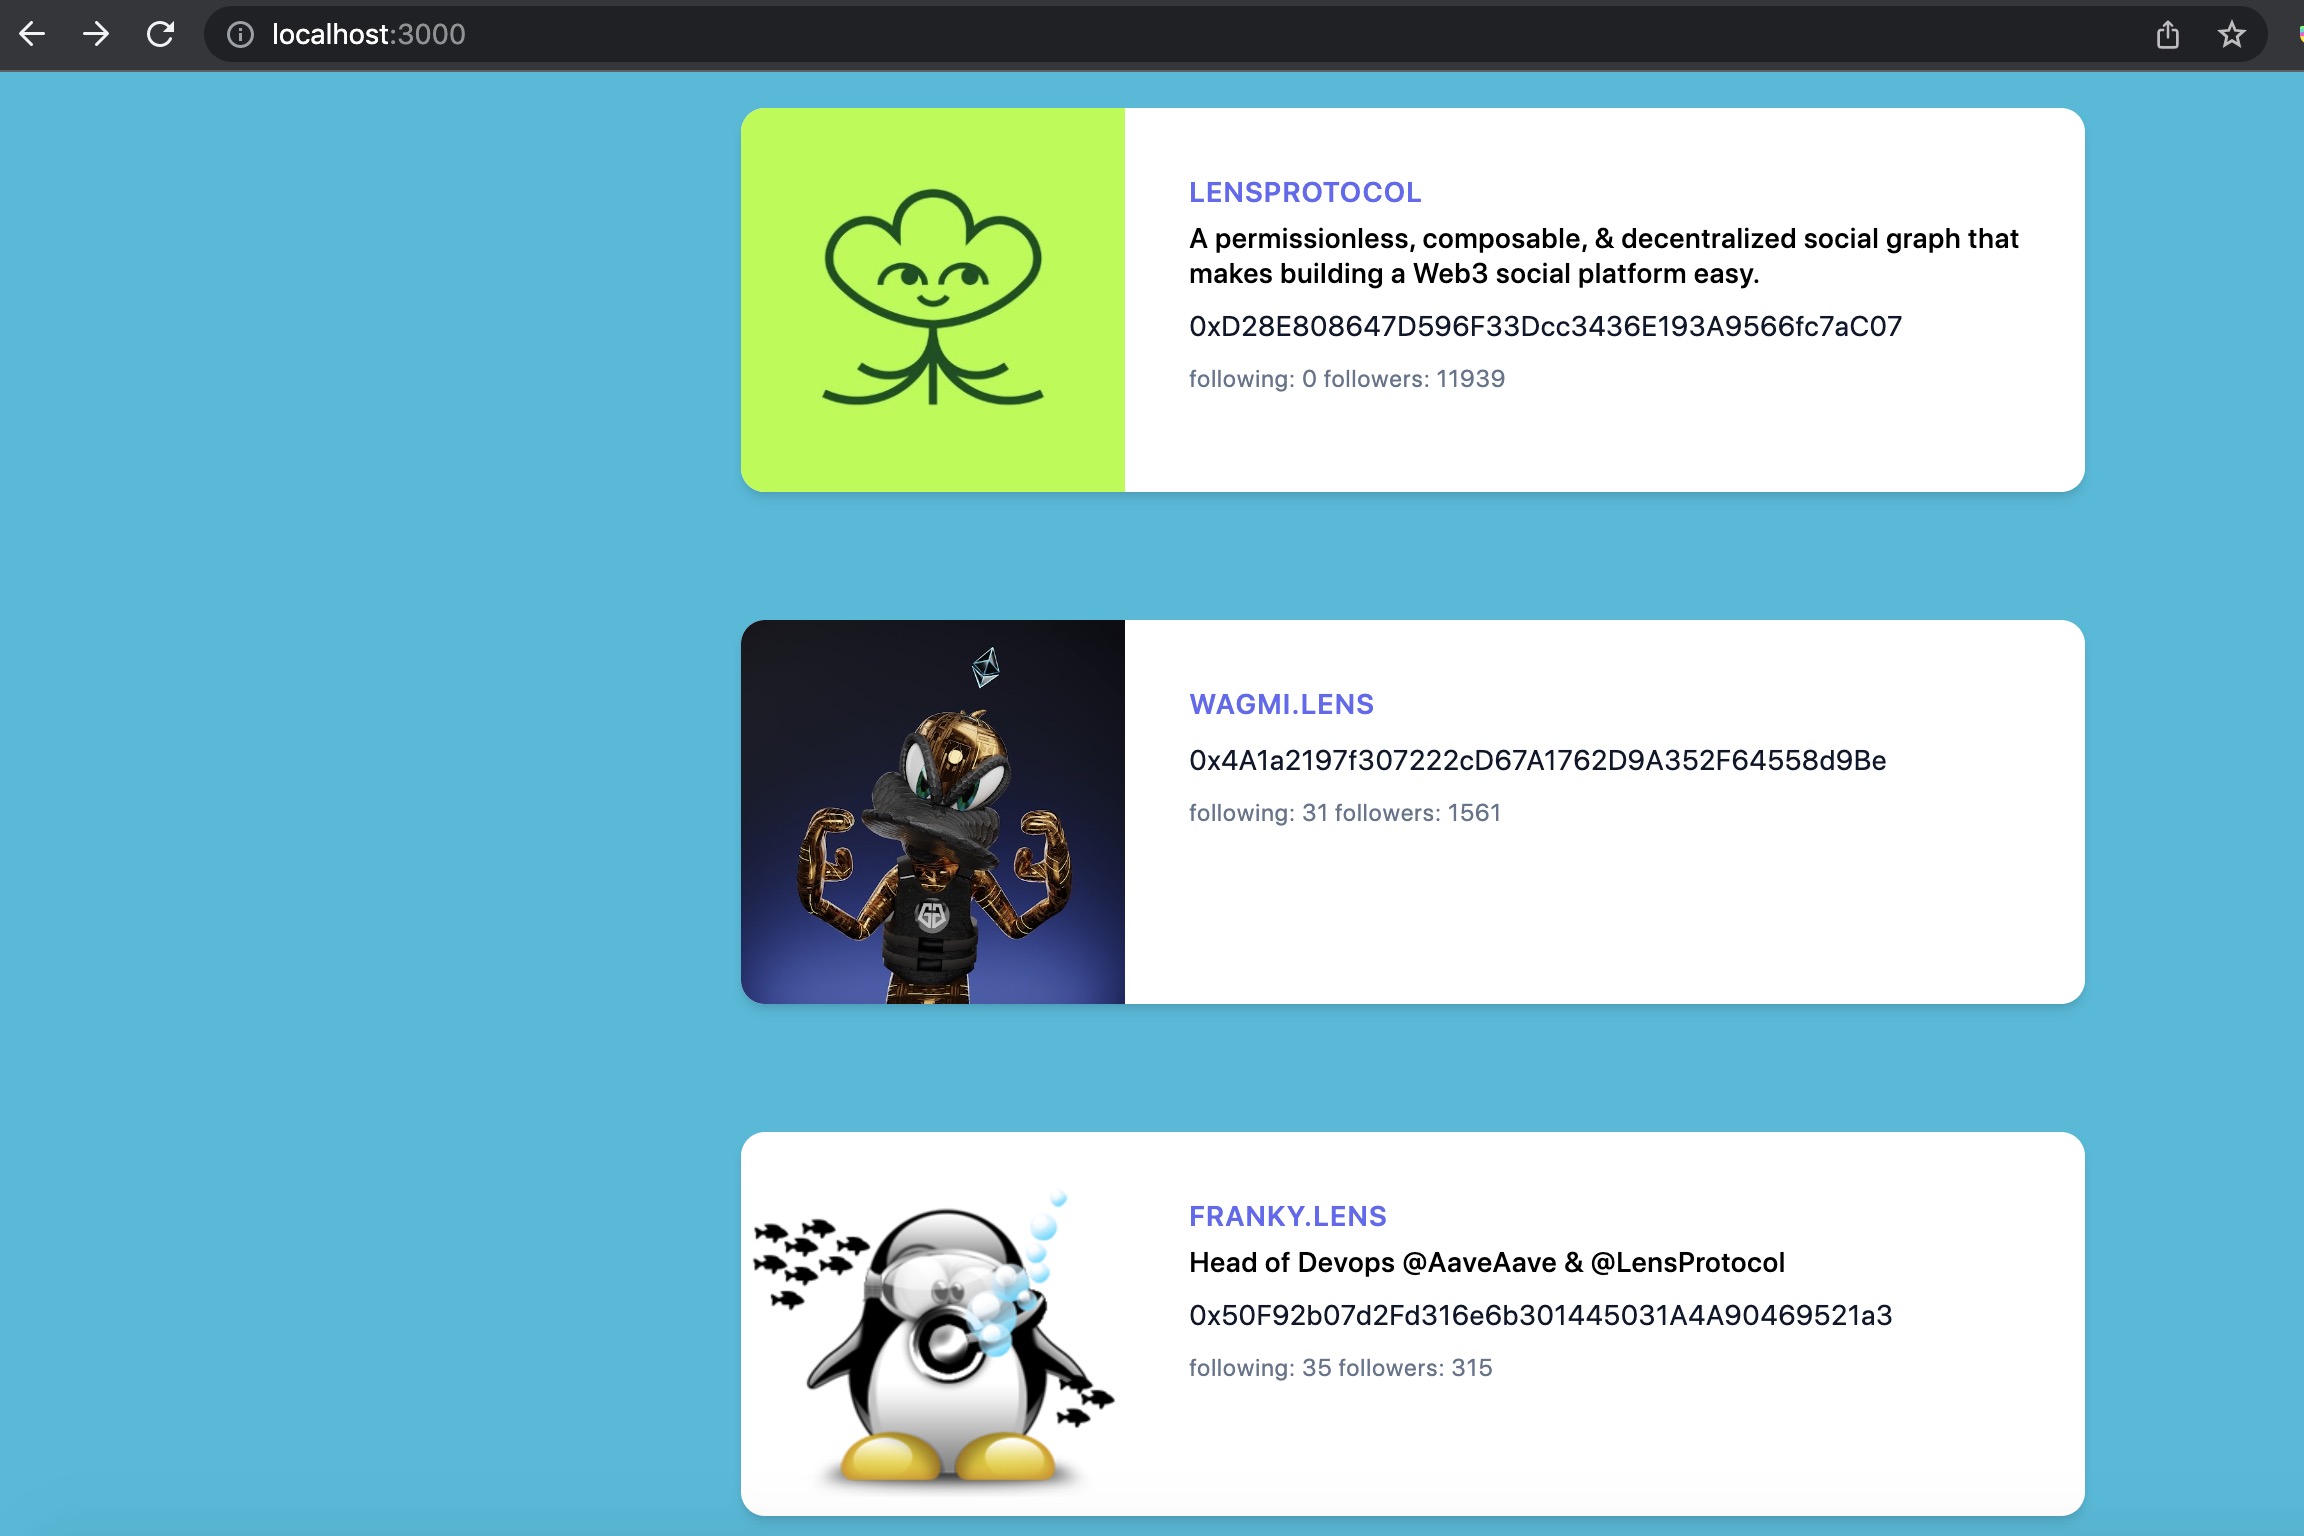 localhost:3000
LENSPROTOCOL
A permissionless, composable, & decentralized social graph that
makes building a Web3 social platform easy.
0xD28E808647D596F33Dcc3436E193A9566fc7aC07
following: 0 followers: 11939
WAGMI.LENS
0x4A1a2197f307222cD67A1762D9A352F64558d9Be
following: 31 followers: 1561
FRANKY.LENS
Head of Devops @AaveAave & @LensProtocol
0x50F92b07d2Fd316e6b301445031A4A90469521a3
following: 35 followers: 315